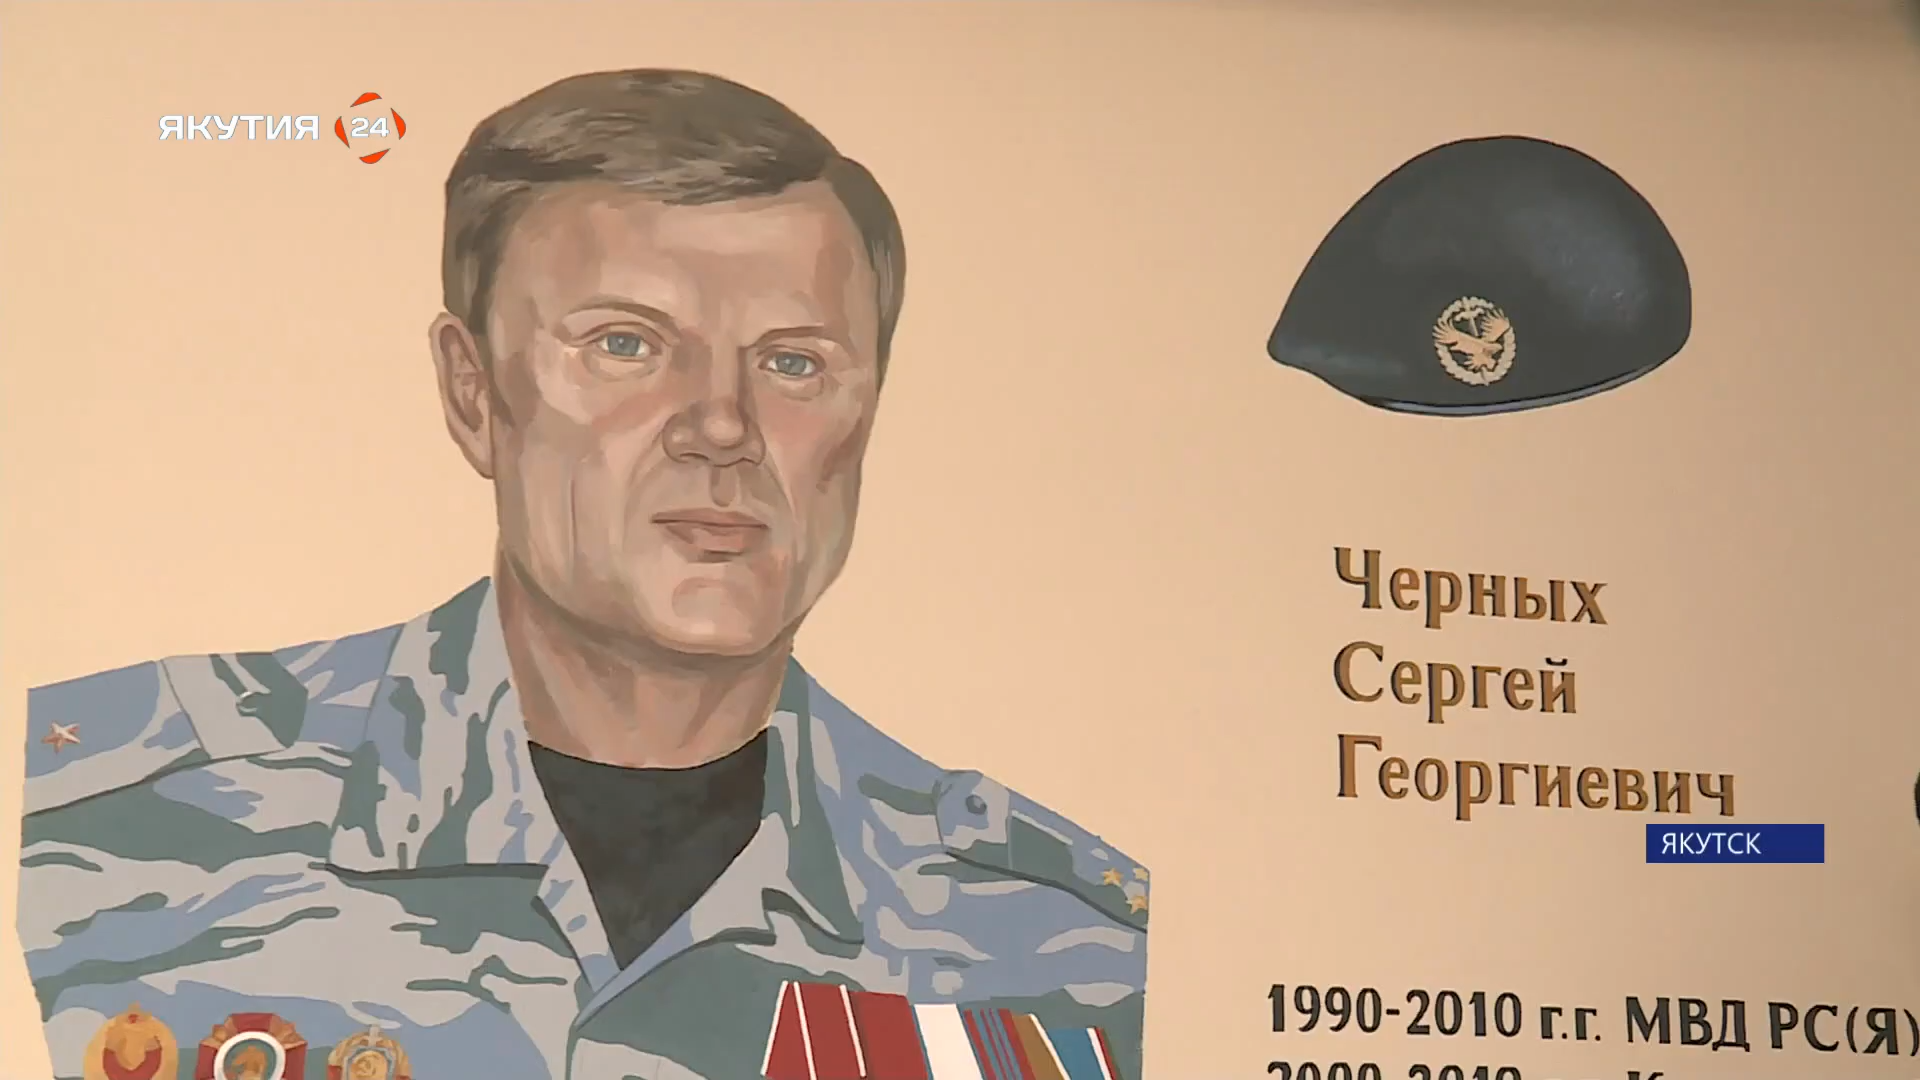 ЯКУТИЯ 24
Черных
Сергей
Георгиевич
ЯКУТСК
1990-2010 г.г. МВД РС(Я)